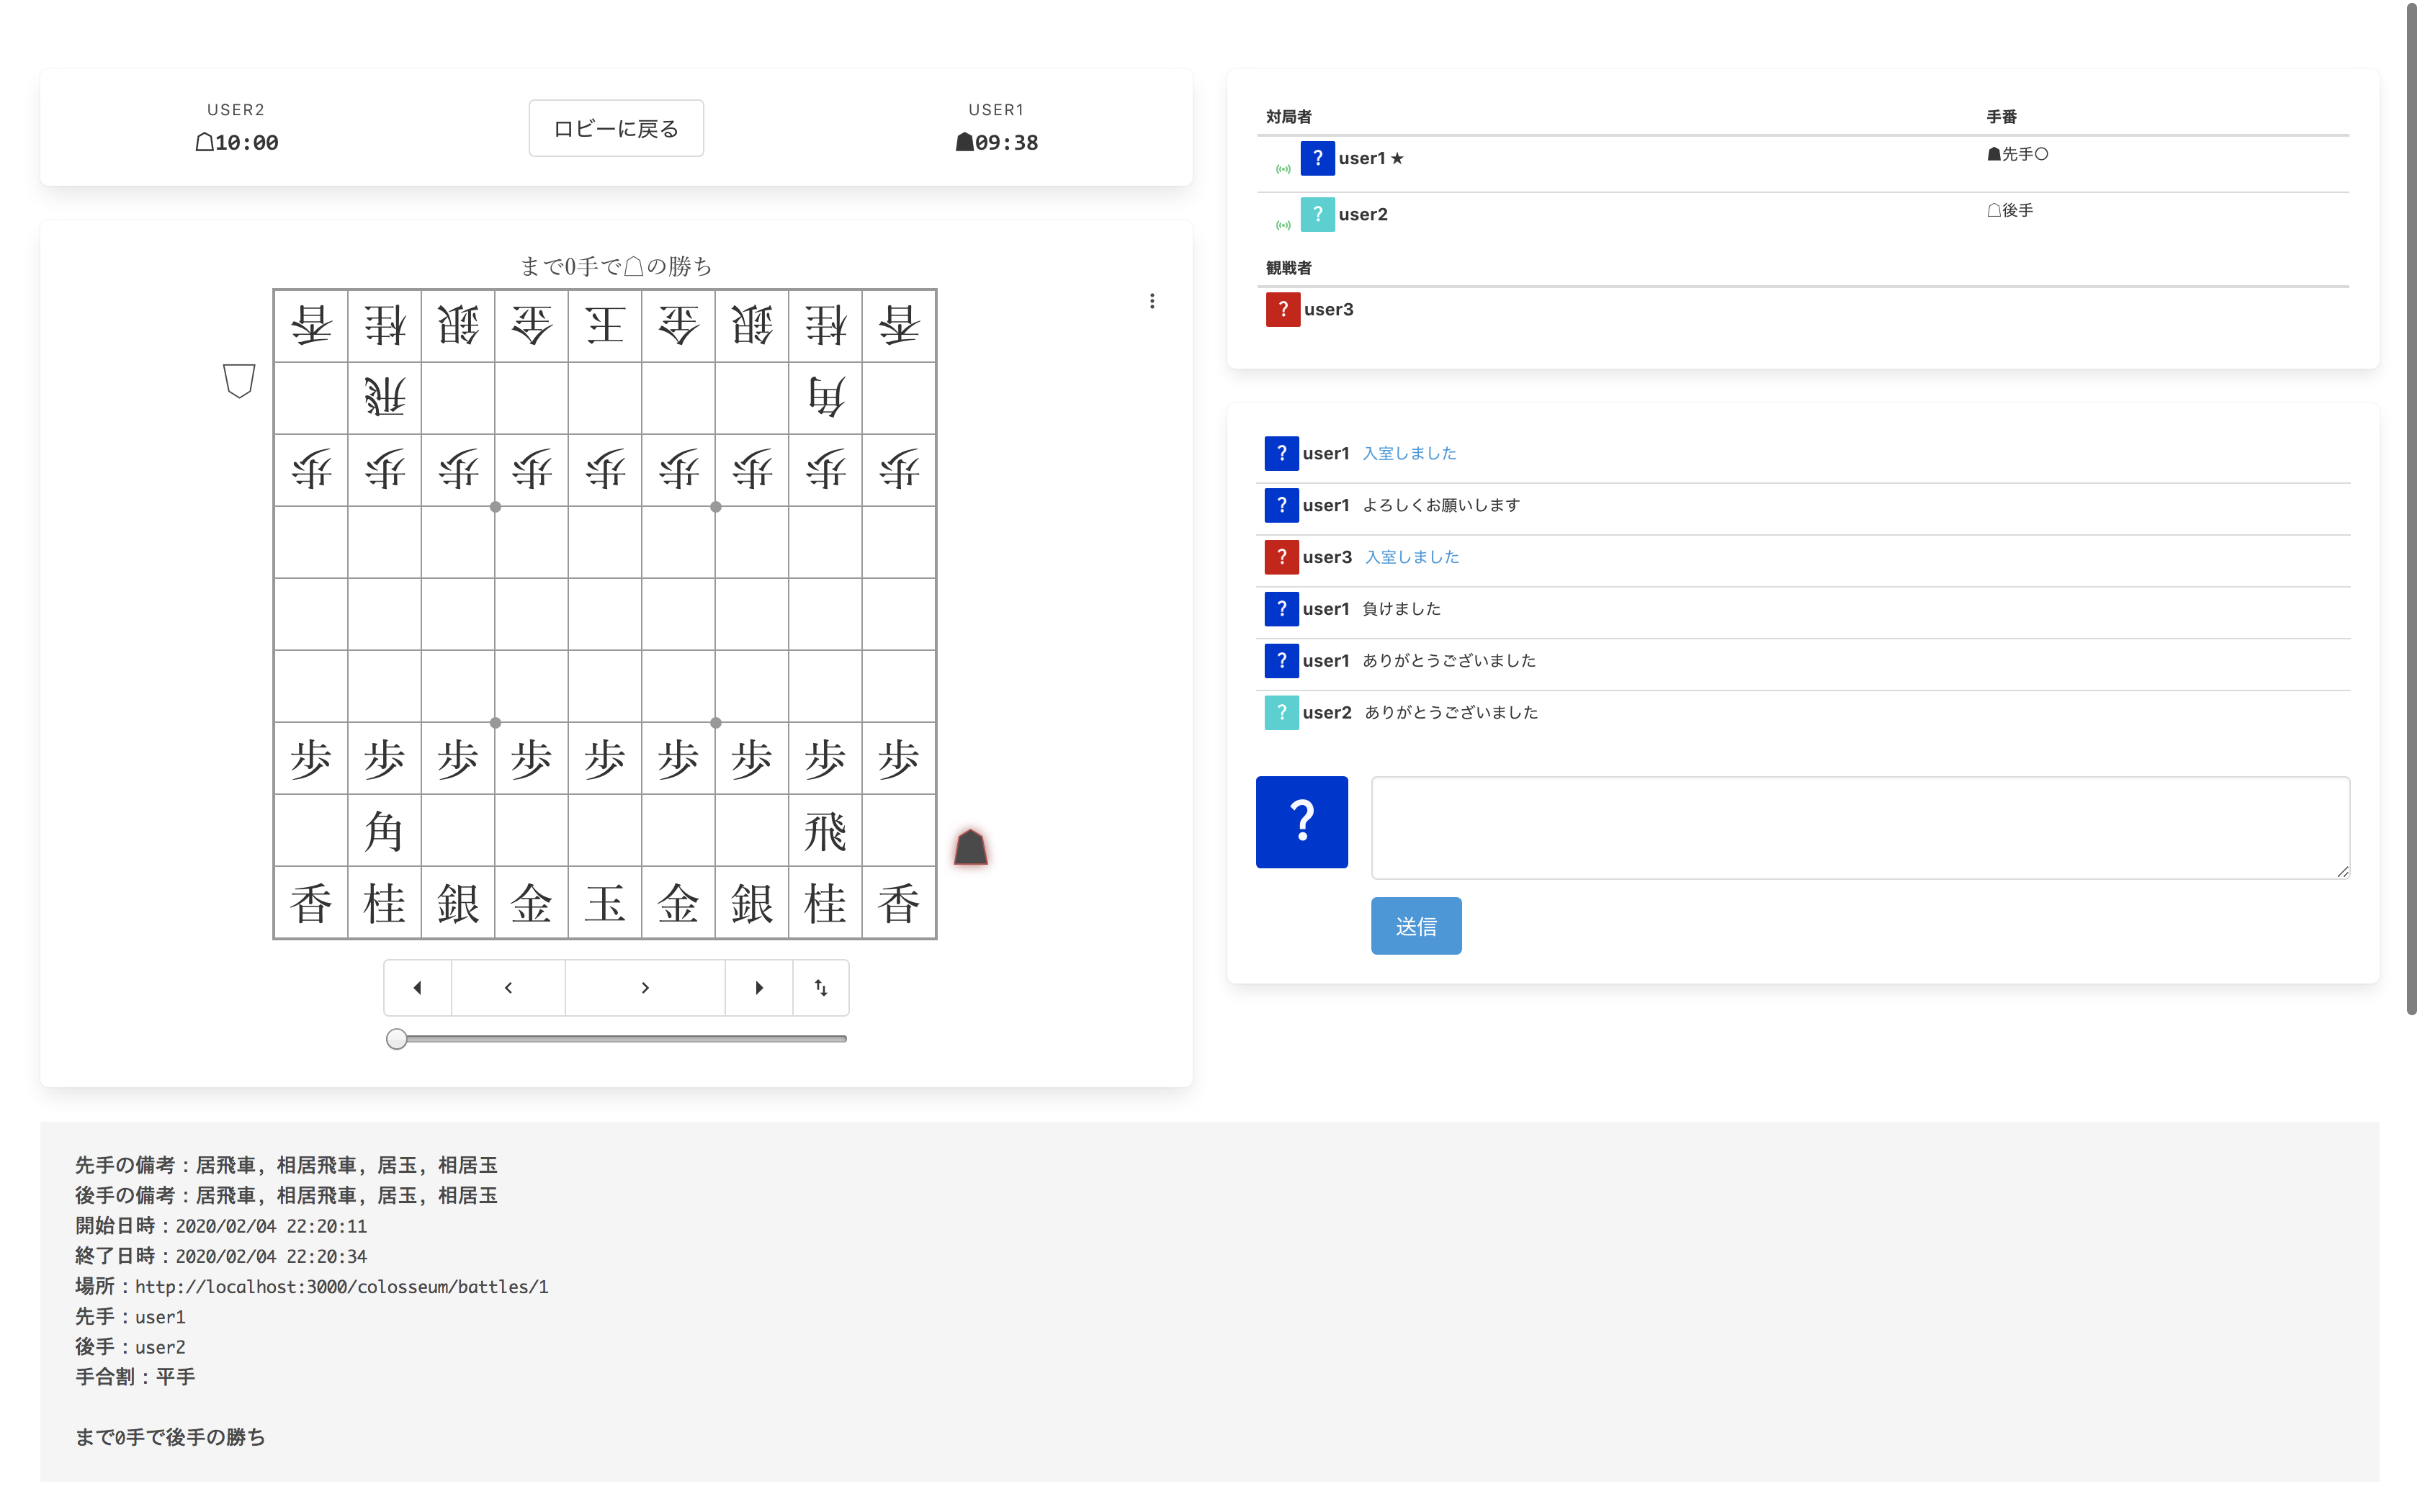 USER2
☖10:00
ロビーに戻る
USER1
☗09:38
まで0手で☖の勝ち
香桂銀金王金銀桂香
飛角
歩歩歩歩歩歩歩歩歩
歩歩歩歩歩歩歩歩歩
角飛
香桂銀金玉金銀桂香
対局者 手番
? user1 ★ ☗先手○
? user2 ☖後手
観戦者
? user3
? user1 入室しました
? user1 よろしくお願いします
? user3 入室しました
? user1 負けました
? user1 ありがとうございました
? user2 ありがとうございました
?
送信
先手の備考：居飛車, 相居飛車, 居玉, 相居玉
後手の備考：居飛車, 相居飛車, 居玉, 相居玉
開始日時：2020/02/04 22:20:11
終了日時：2020/02/04 22:20:34
場所：http://localhost:3000/colosseum/battles/1
先手：user1
後手：user2
手合割：平手
まで0手で後手の勝ち